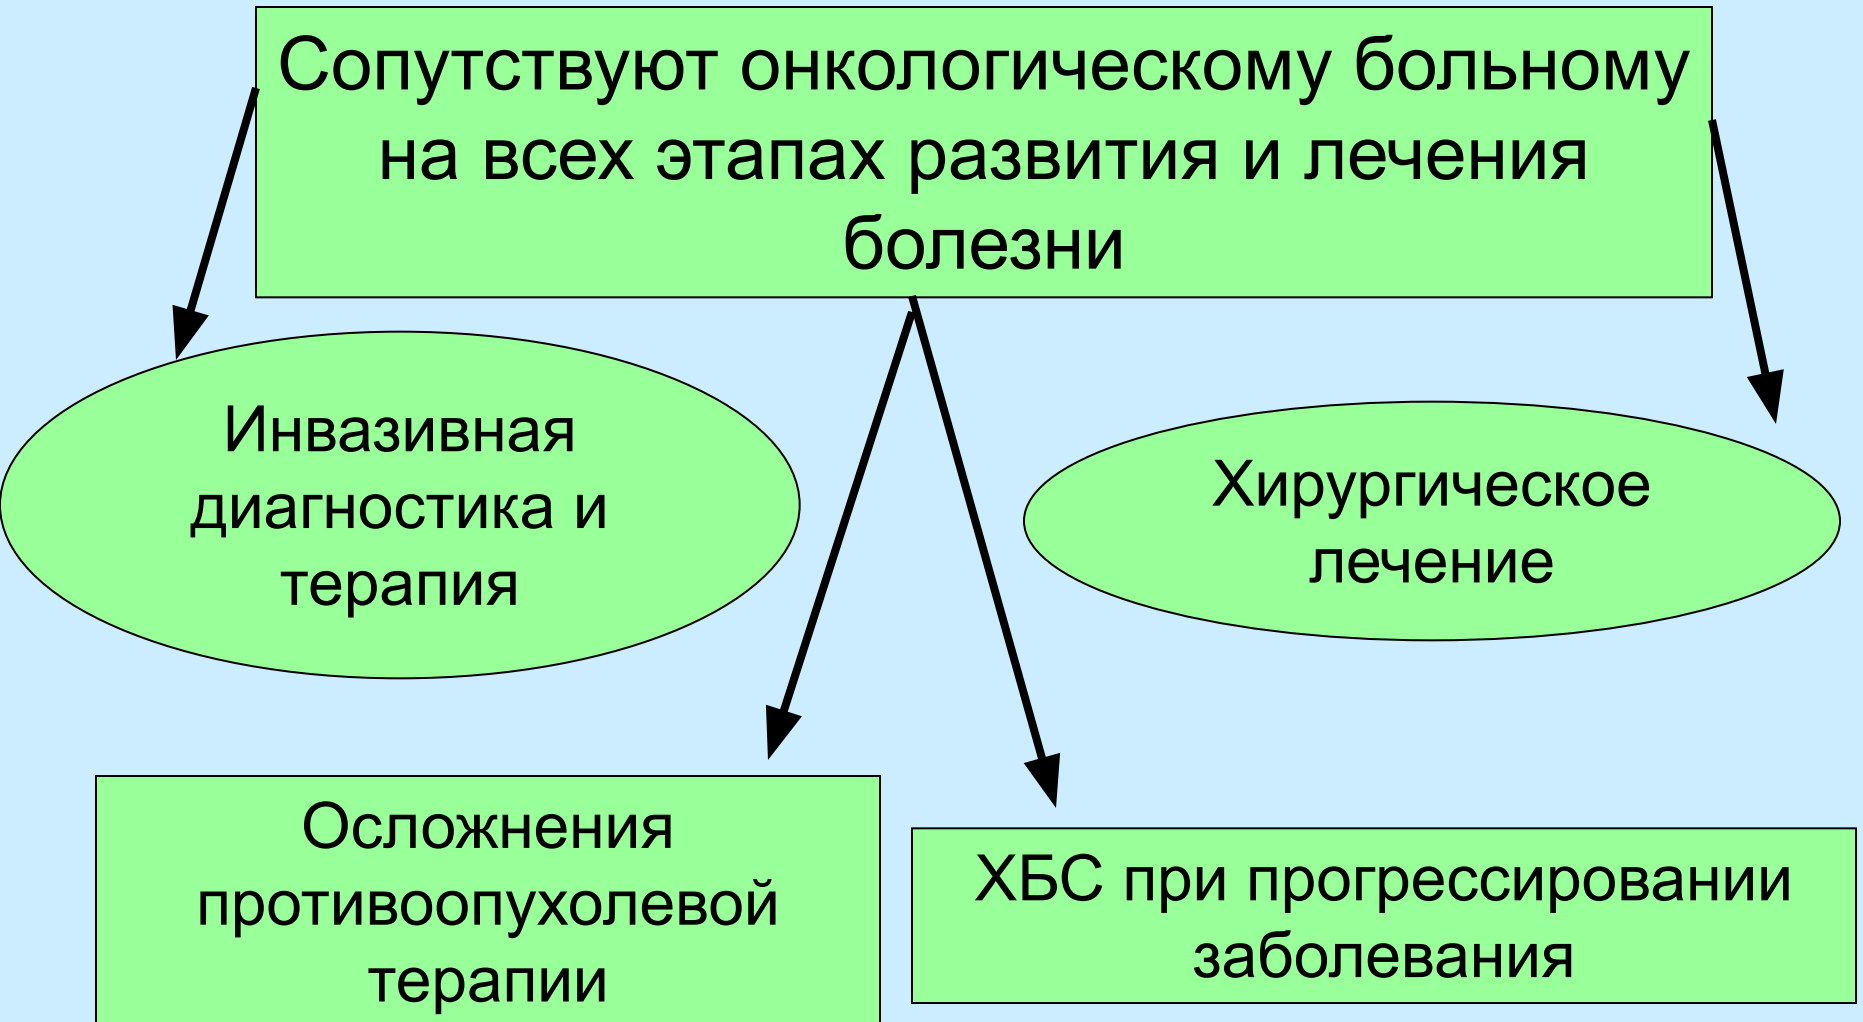 Сопутствуют онкологическому больному
на всех этапах развития и лечения
болезни
Инвазивная
диагностика и
терапия
Хирургическое
лечение
Осложнения
противоопухолевой
терапии
ХБС при прогрессировании
заболевания